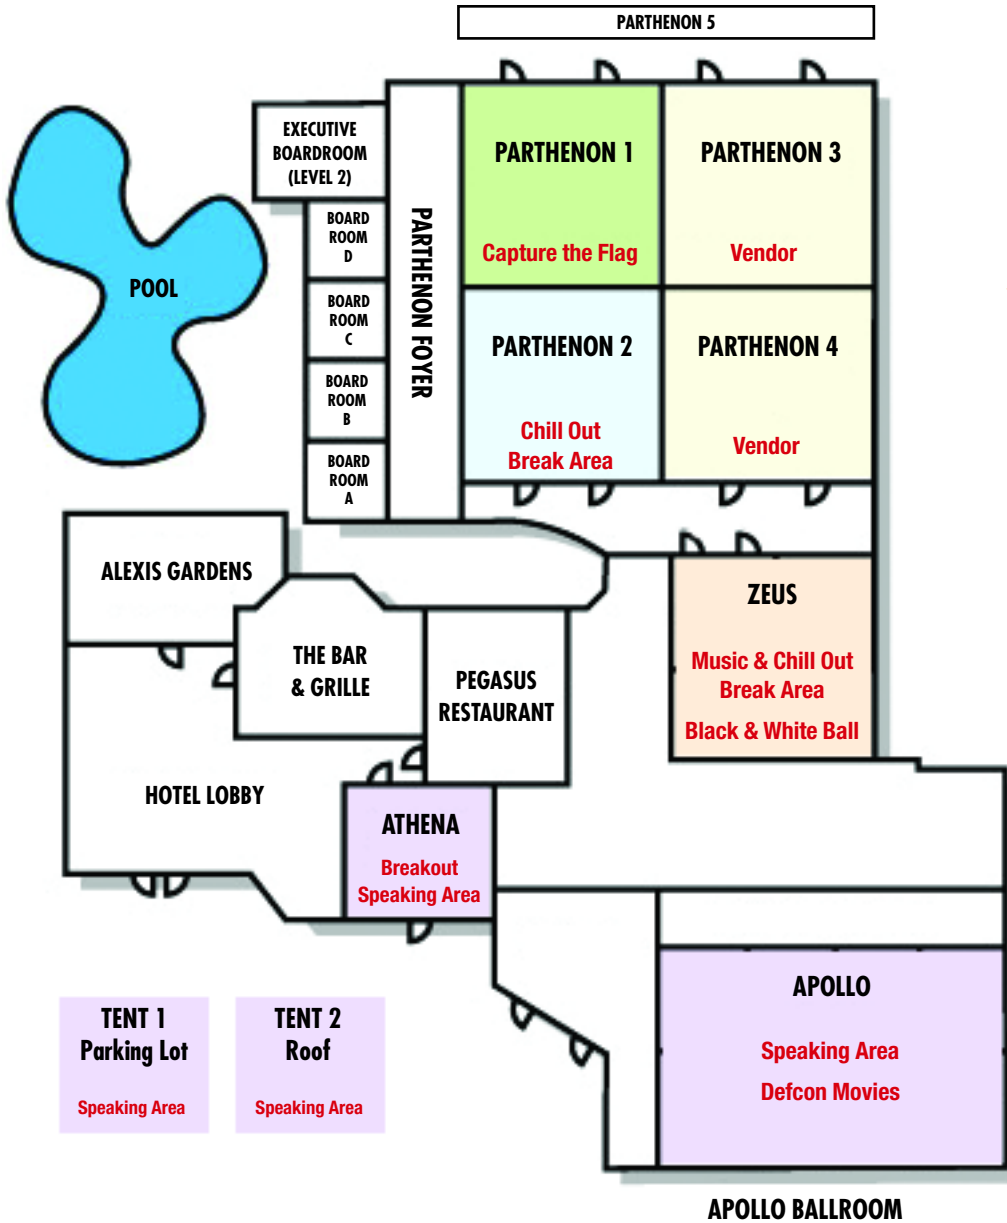 PARTHENON 5
EXECUTIVE
BOARDROOM
(LEVEL 2)
PARTHENON 1
Capture the Flag
PARTHENON 3
Vendor
BOARD
ROOM
D
PARTHENON FOYER
POOL
BOARD
ROOM
C
PARTHENON 2
Chill Out
Break Area
PARTHENON 4
Vendor
BOARD
ROOM
B
BOARD
ROOM
A
ALEXIS GARDENS
ZEUS
Music & Chill Out
Break Area
Black & White Ball
THE BAR
& GRILLE
PEGASUS
RESTAURANT
HOTEL LOBBY
ATHENA
Breakout
Speaking Area
TENT 1
Parking Lot
Speaking Area
TENT 2
Roof
Speaking Area
APOLLO
Speaking Area
Defcon Movies
APOLLO BALLROOM